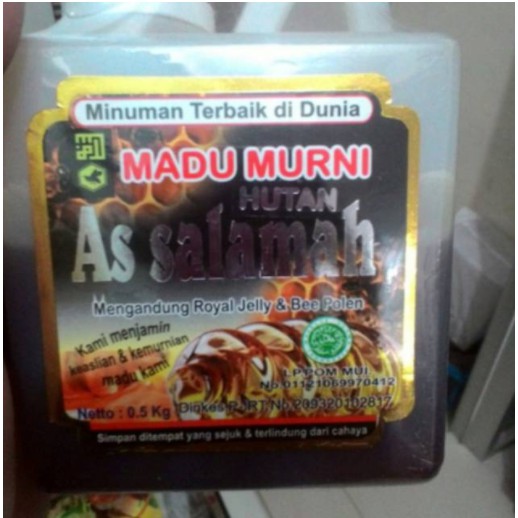 Minuman Terbaik di Dunia
MADU MURNI
HUTAN
As salamah
Mengandung Royal Jelly & Bee Polen
Kami menjamin
keaslian & kemurnian
madu kami
LP.POM MUI
No.01121069970412
Netto : 0.5 Kg Dinkes P-IRT.No.209320102817
Simpan ditempat yang sejuk & terlindung dari cahaya